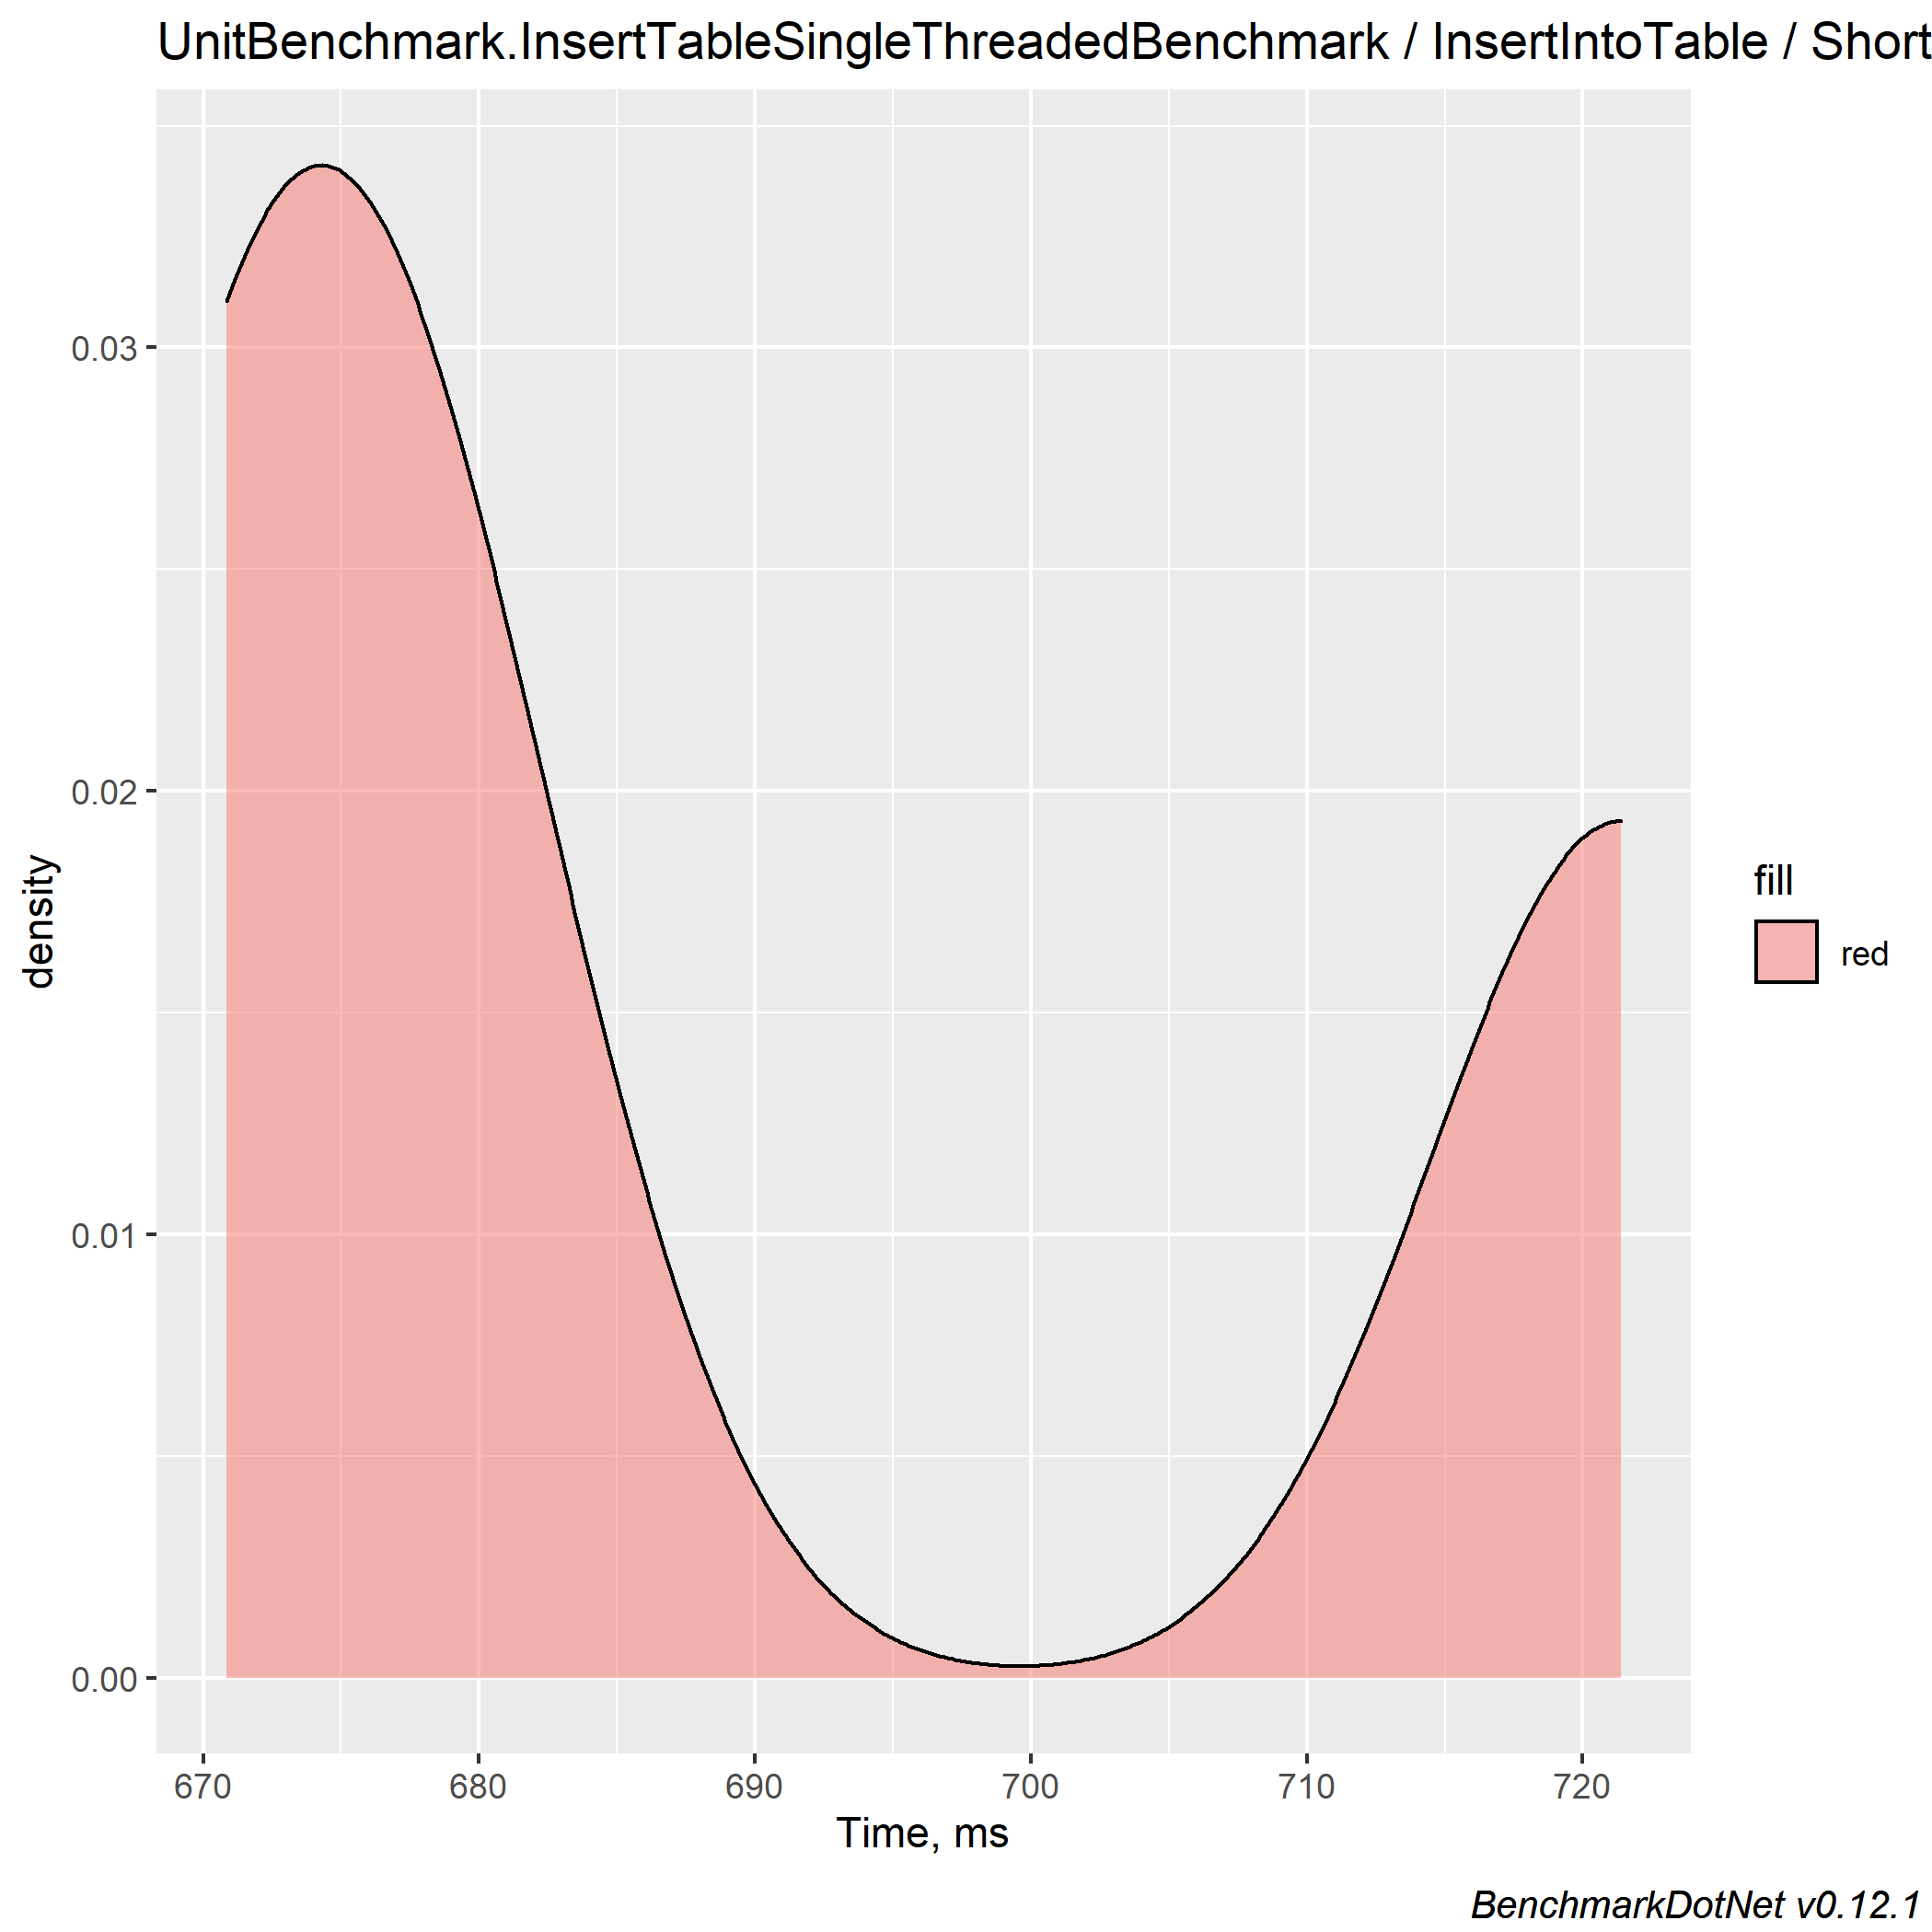 UnitBenchmark.InsertTableSingleThreadedBenchmark / InsertIntoTable / Short
0.03
0.02
0.01
0.00
density
670 680 690 700 710 720
Time, ms
fill
red
BenchmarkDotNet v0.12.1